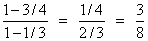 1−3/4 / 1−1/3 = 1/4 / 2/3 = 3/8